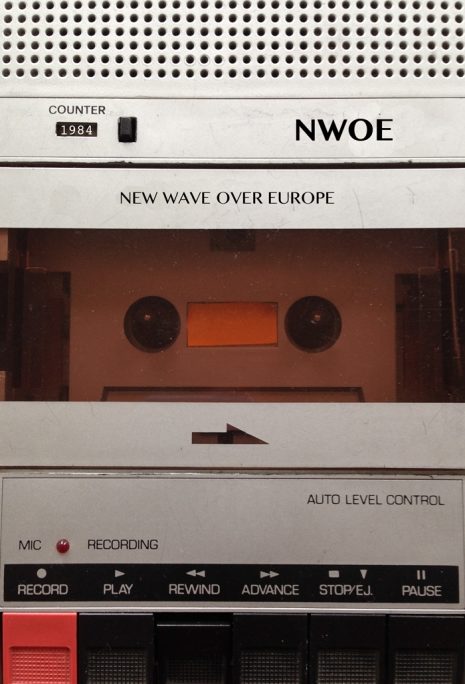 COUNTER
1984
NWOE
NEW WAVE OVER EUROPE
AUTO LEVEL CONTROL
MIC RECORDING
RECORD PLAY REWIND ADVANCE STOP/EJ. PAUSE